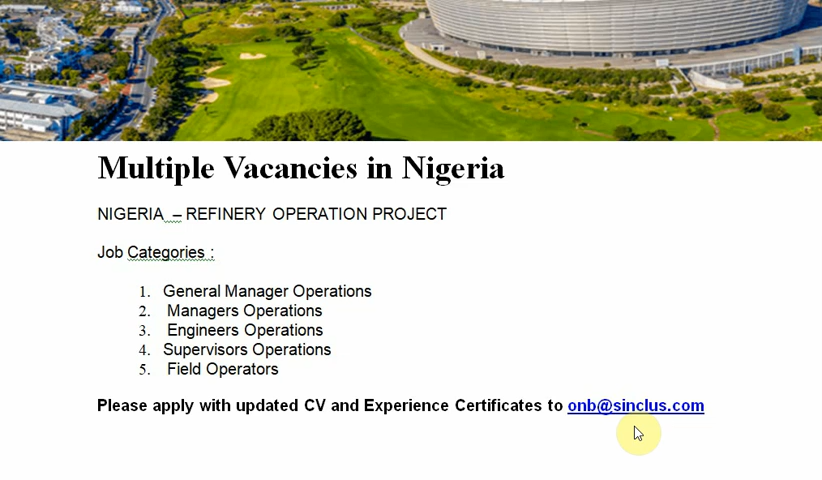 Multiple Vacancies in Nigeria
NIGERIA – REFINERY OPERATION PROJECT
Job Categories :
1. General Manager Operations
2. Managers Operations
3. Engineers Operations
4. Supervisors Operations
5. Field Operators
Please apply with updated CV and Experience Certificates to onb@sinclus.com